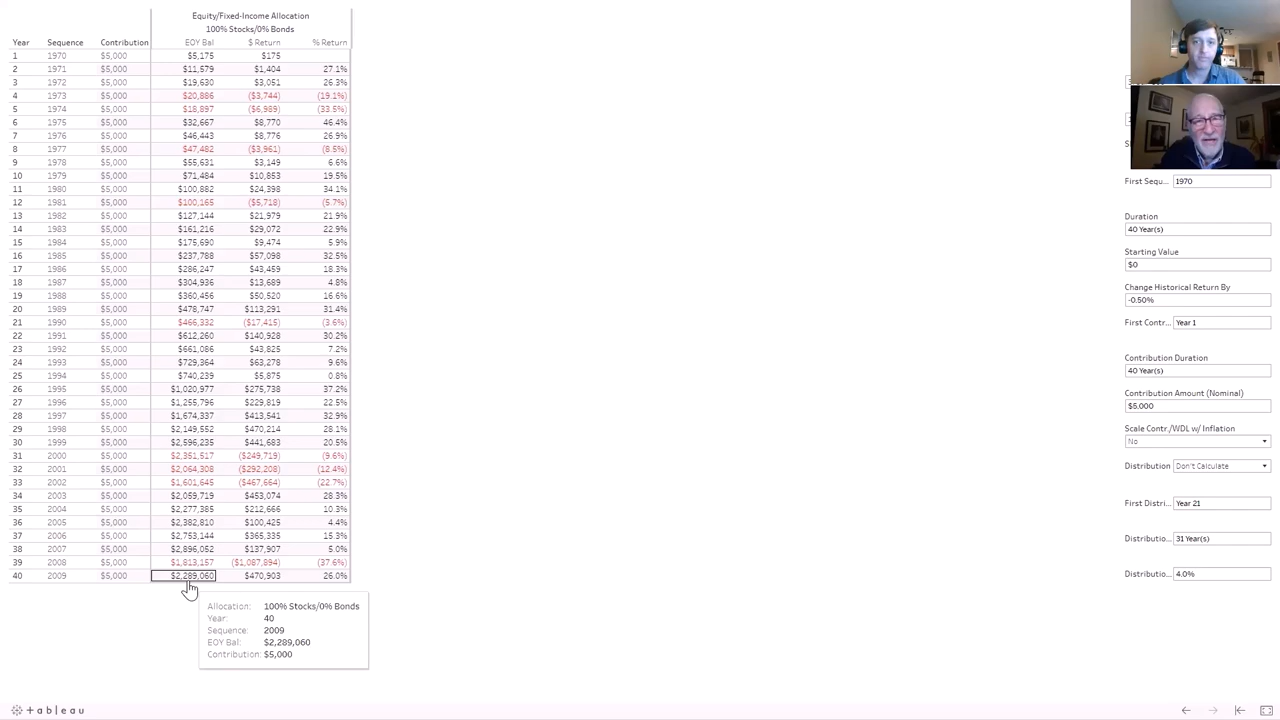 Equity/Fixed-Income Allocation
100% Stocks/0% Bonds
Year Sequence Contribution EOY Bal $ Return % Return
1 1970 $5,000 $5,175 $175
2 1971 $5,000 $11,579 $1,404 27.1%
3 1972 $5,000 $19,630 $3,051 26.3%
4 1973 $5,000 $20,886 ($3,744) (19.1%)
5 1974 $5,000 $18,897 ($6,989) (33.5%)
6 1975 $5,000 $32,667 $8,770 46.4%
7 1976 $5,000 $46,443 $8,776 26.9%
8 1977 $5,000 $47,482 ($3,961) (8.5%)
9 1978 $5,000 $55,631 $3,149 6.6%
10 1979 $5,000 $71,484 $10,853 19.5%
11 1980 $5,000 $100,882 $24,398 34.1%
12 1981 $5,000 $100,165 ($5,718) (5.7%)
13 1982 $5,000 $127,144 $21,979 21.9%
14 1983 $5,000 $161,216 $29,072 22.9%
15 1984 $5,000 $175,690 $9,474 5.9%
16 1985 $5,000 $237,788 $57,098 32.5%
17 1986 $5,000 $286,247 $43,459 18.3%
18 1987 $5,000 $304,936 $13,689 4.8%
19 1988 $5,000 $360,456 $50,520 16.6%
20 1989 $5,000 $478,747 $113,291 31.4%
21 1990 $5,000 $466,332 ($17,415) (3.6%)
22 1991 $5,000 $612,260 $140,928 30.2%
23 1992 $5,000 $661,086 $43,825 7.2%
24 1993 $5,000 $729,364 $63,278 9.6%
25 1994 $5,000 $740,239 $5,875 0.8%
26 1995 $5,000 $1,020,977 $275,738 37.2%
27 1996 $5,000 $1,255,796 $229,819 22.5%
28 1997 $5,000 $1,674,337 $413,541 32.9%
29 1998 $5,000 $2,149,552 $470,214 28.1%
30 1999 $5,000 $2,596,235 $441,683 20.5%
31 2000 $5,000 $2,351,517 ($249,719) (9.6%)
32 2001 $5,000 $2,064,308 ($292,208) (12.4%)
33 2002 $5,000 $1,601,645 ($467,664) (22.7%)
34 2003 $5,000 $2,059,719 $453,074 28.3%
35 2004 $5,000 $2,277,385 $212,666 10.3%
36 2005 $5,000 $2,382,810 $100,425 4.4%
37 2006 $5,000 $2,753,144 $365,335 15.3%
38 2007 $5,000 $2,896,052 $137,907 5.0%
39 2008 $5,000 $1,813,157 ($1,087,894) (37.6%)
40 2009 $5,000 $2,289,060 $470,903 26.0%
Allocation: 100% Stocks/0% Bonds
Year: 40
Sequence: 2009
EOY Bal: $2,289,060
Contribution: $5,000
First Sequ... 1970
Duration
40 Year(s)
Starting Value
$0
Change Historical Return By
-0.50%
First Contr... Year 1
Contribution Duration
40 Year(s)
Contribution Amount (Nominal)
$5,000
Scale Contr./WDL w/ Inflation
No
Distribution Don't Calculate
First Distri... Year 21
Distributio... 31 Year(s)
Distributio... 4.0%
+ a b l e a u